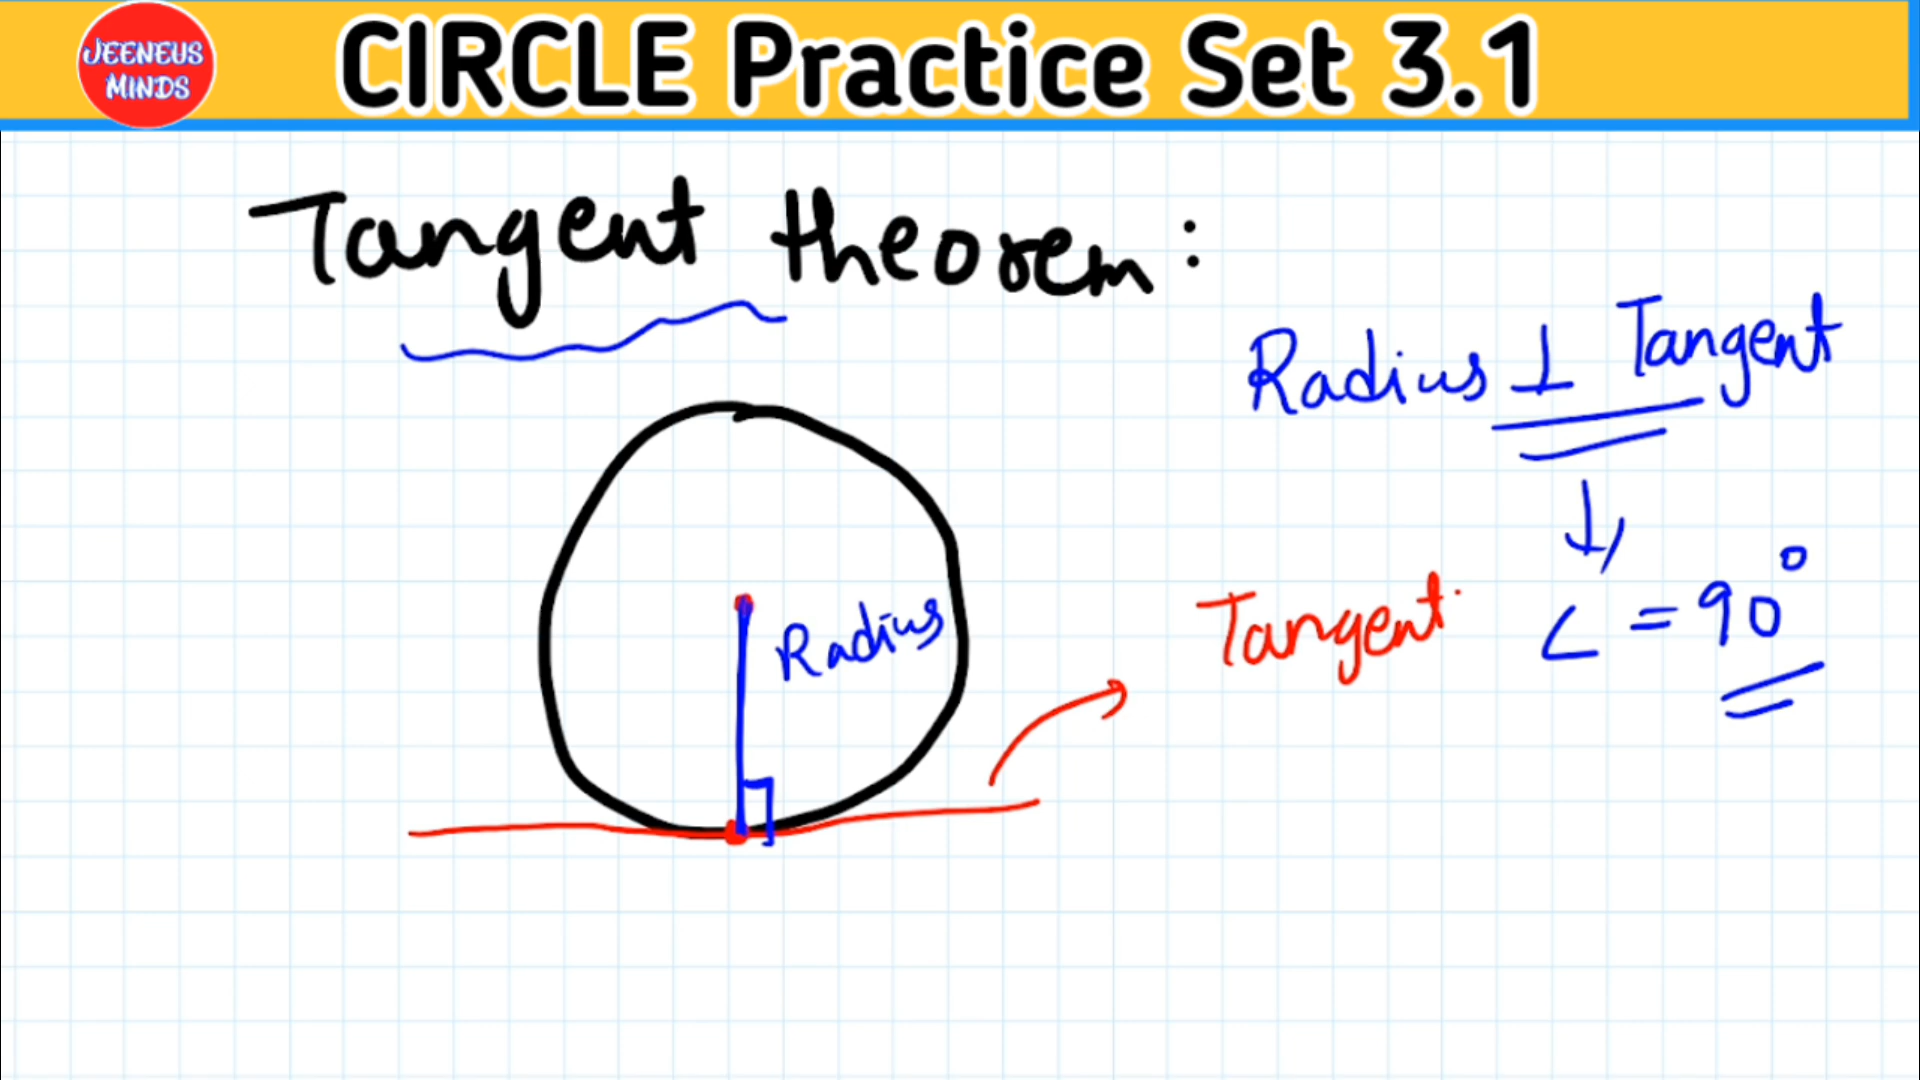 JEENEUS
MINDS
CIRCLE Practice Set 3.1
Tangent theorem:
Radius ⊥ Tangent
Radius
Tangent
∠ = 90°